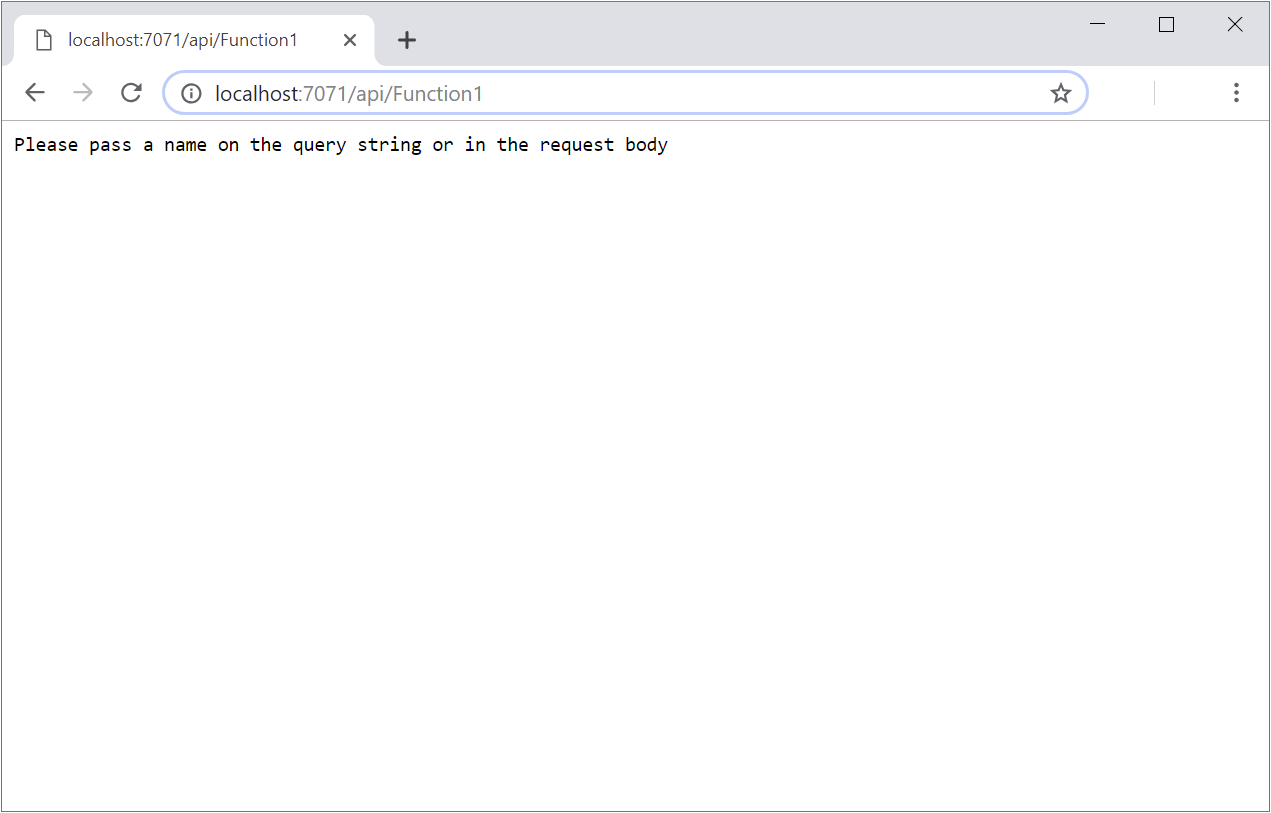 localhost:7071/api/Function1
localhost:7071/api/Function1
Please pass a name on the query string or in the request body